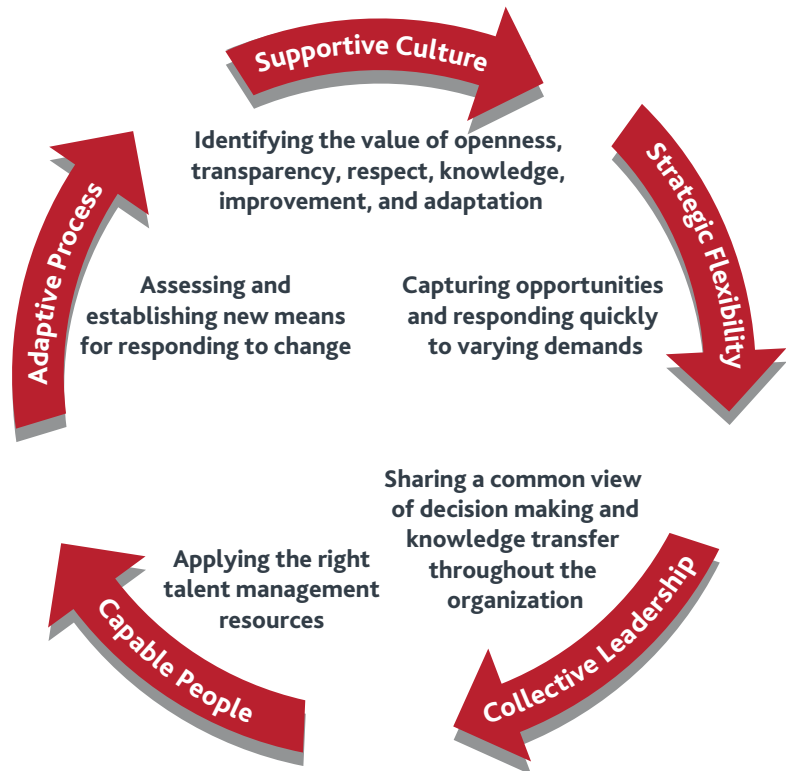 Supportive Culture
Identifying the value of openness,
transparency, respect, knowledge,
improvement, and adaptation
Strategic Flexibility
Capturing opportunities
and responding quickly
to varying demands
Collective Leadership
Sharing a common view
of decision making and
knowledge transfer
throughout the
organization
Capable People
Applying the right
talent management
resources
Adaptive Process
Assessing and
establishing new means
for responding to change